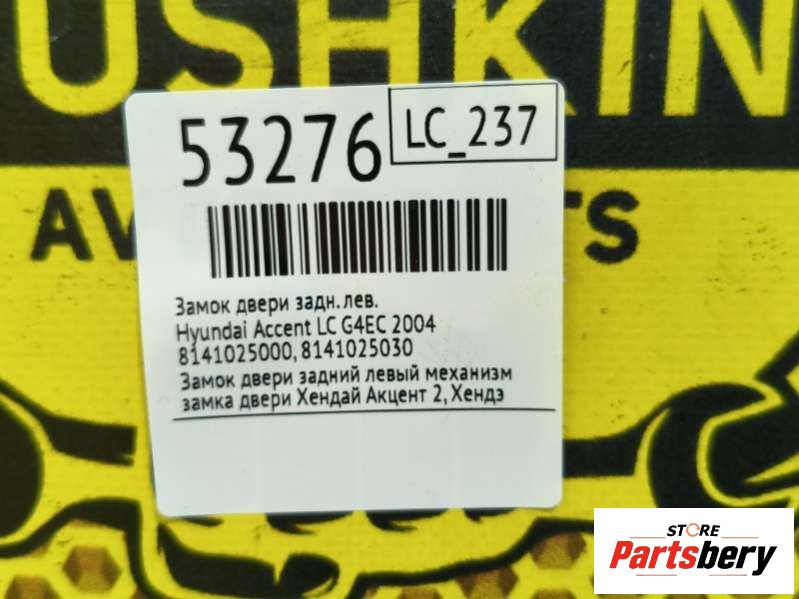 USHKIN
53276
LC_237
AV
TS
Замок двери задн. лев.
Hyundai Accent LC G4EC 2004
8141025000, 8141025030
Замок двери задний левый механизм
замка двери Хендай Акцент 2, Хендэ
STORE
Partsbery